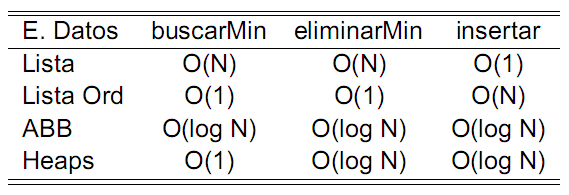 E. Datos buscarMin eliminarMin insertar
Lista O(N) O(N) O(1)
Lista Ord O(1) O(1) O(N)
ABB O(log N) O(log N) O(log N)
Heaps O(1) O(log N) O(log N)